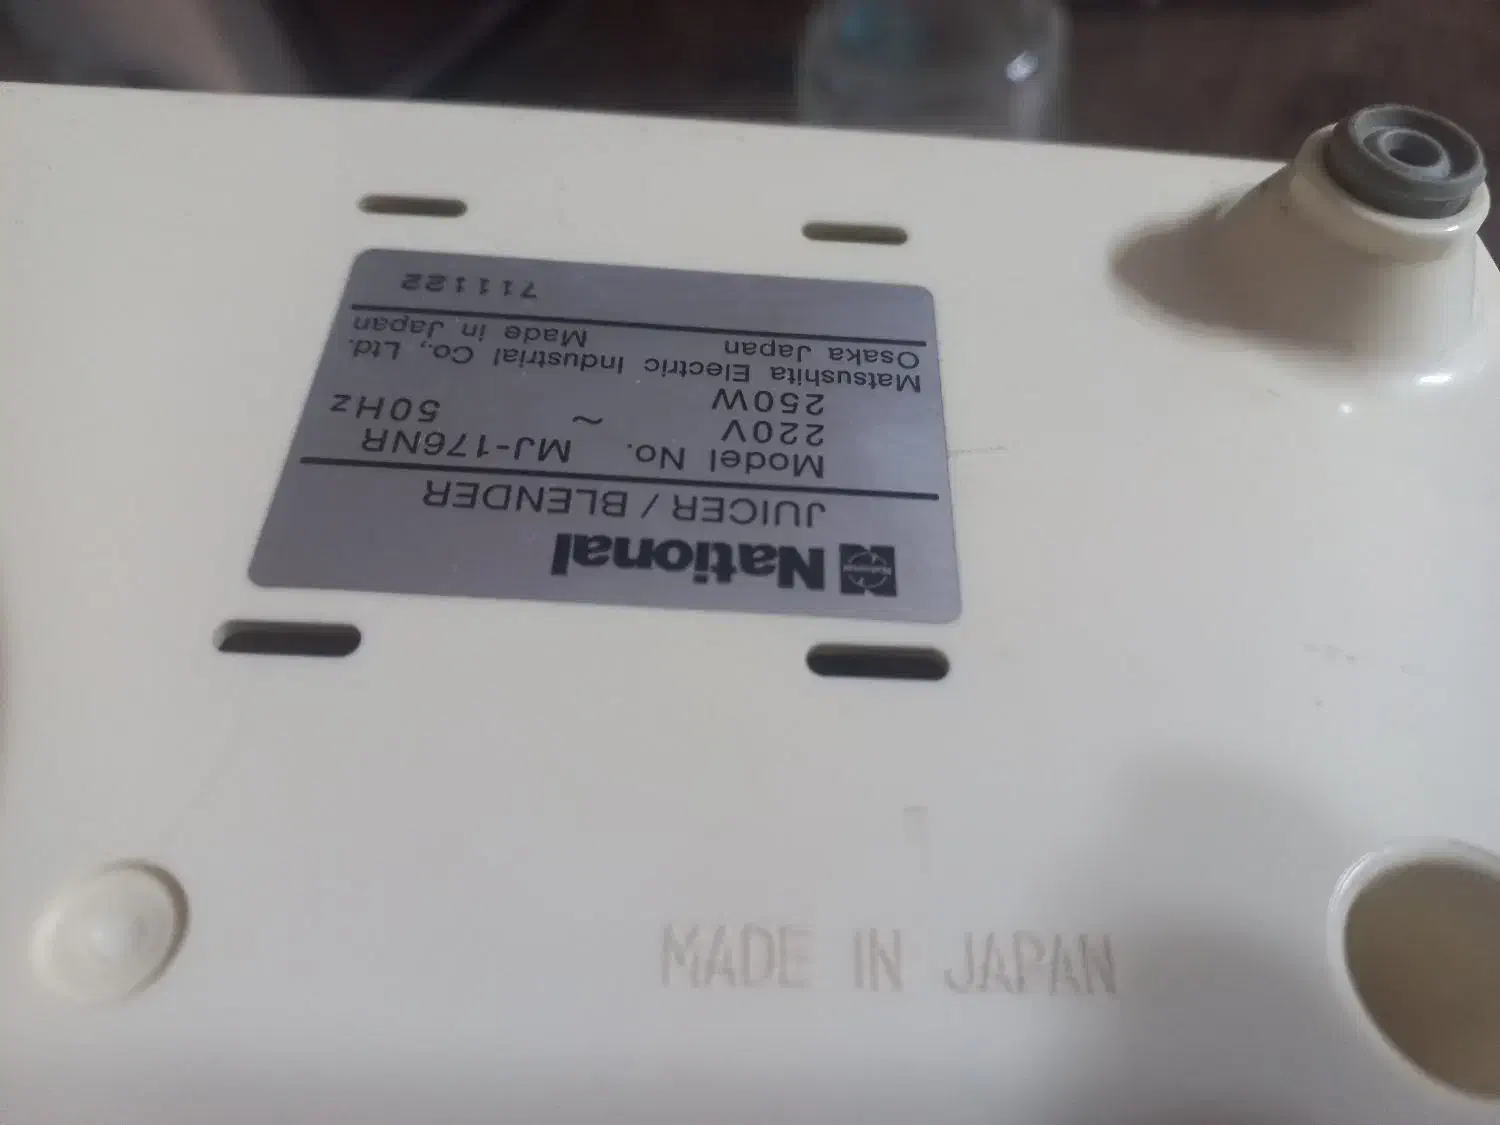 National
JUICER / BLENDER
Model No. MJ-176NR
220V ~ 50Hz
250W
Matsushita Electric Industrial Co., Ltd.
Osaka Japan Made in Japan
711122
MADE IN JAPAN